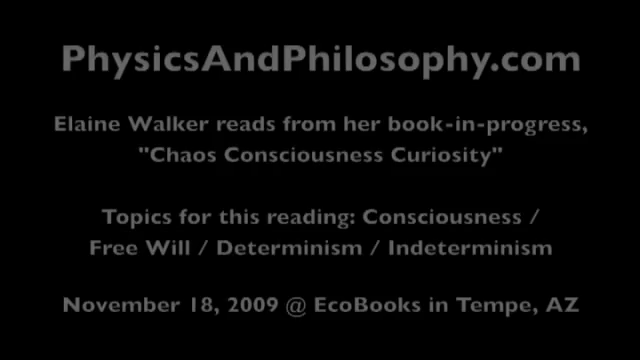 PhysicsAndPhilosophy.com
Elaine Walker reads from her book-in-progress,
"Chaos Consciousness Curiosity"
Topics for this reading: Consciousness /
Free Will / Determinism / Indeterminism
November 18, 2009 @ EcoBooks in Tempe, AZ